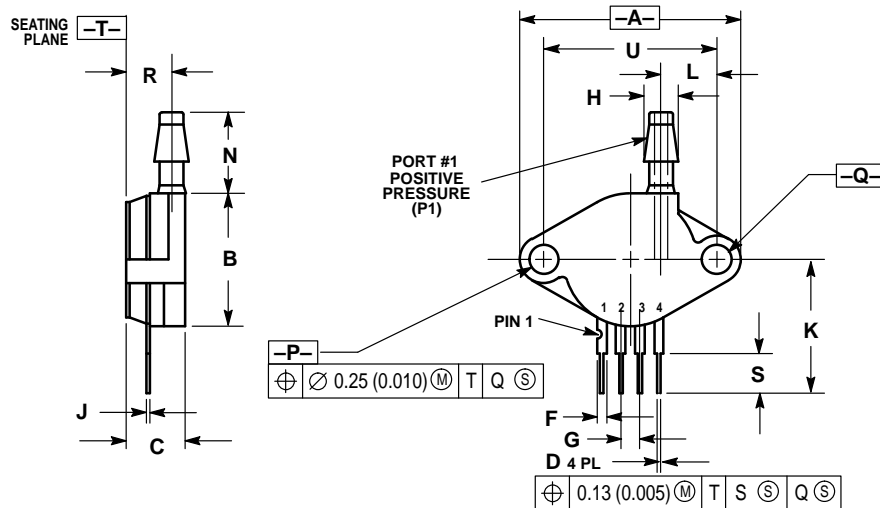 SEATING
PLANE
–T–
R
N
B
J
C
–A–
U
L
H
PORT #1
POSITIVE
PRESSURE
(P1)
–Q–
1 2 3 4
PIN 1
K
S
–P–
⌖ ∅ 0.25 (0.010) Ⓜ T Q Ⓢ
F
G
D 4 PL
⌖ 0.13 (0.005) Ⓜ T S Ⓢ Q Ⓢ